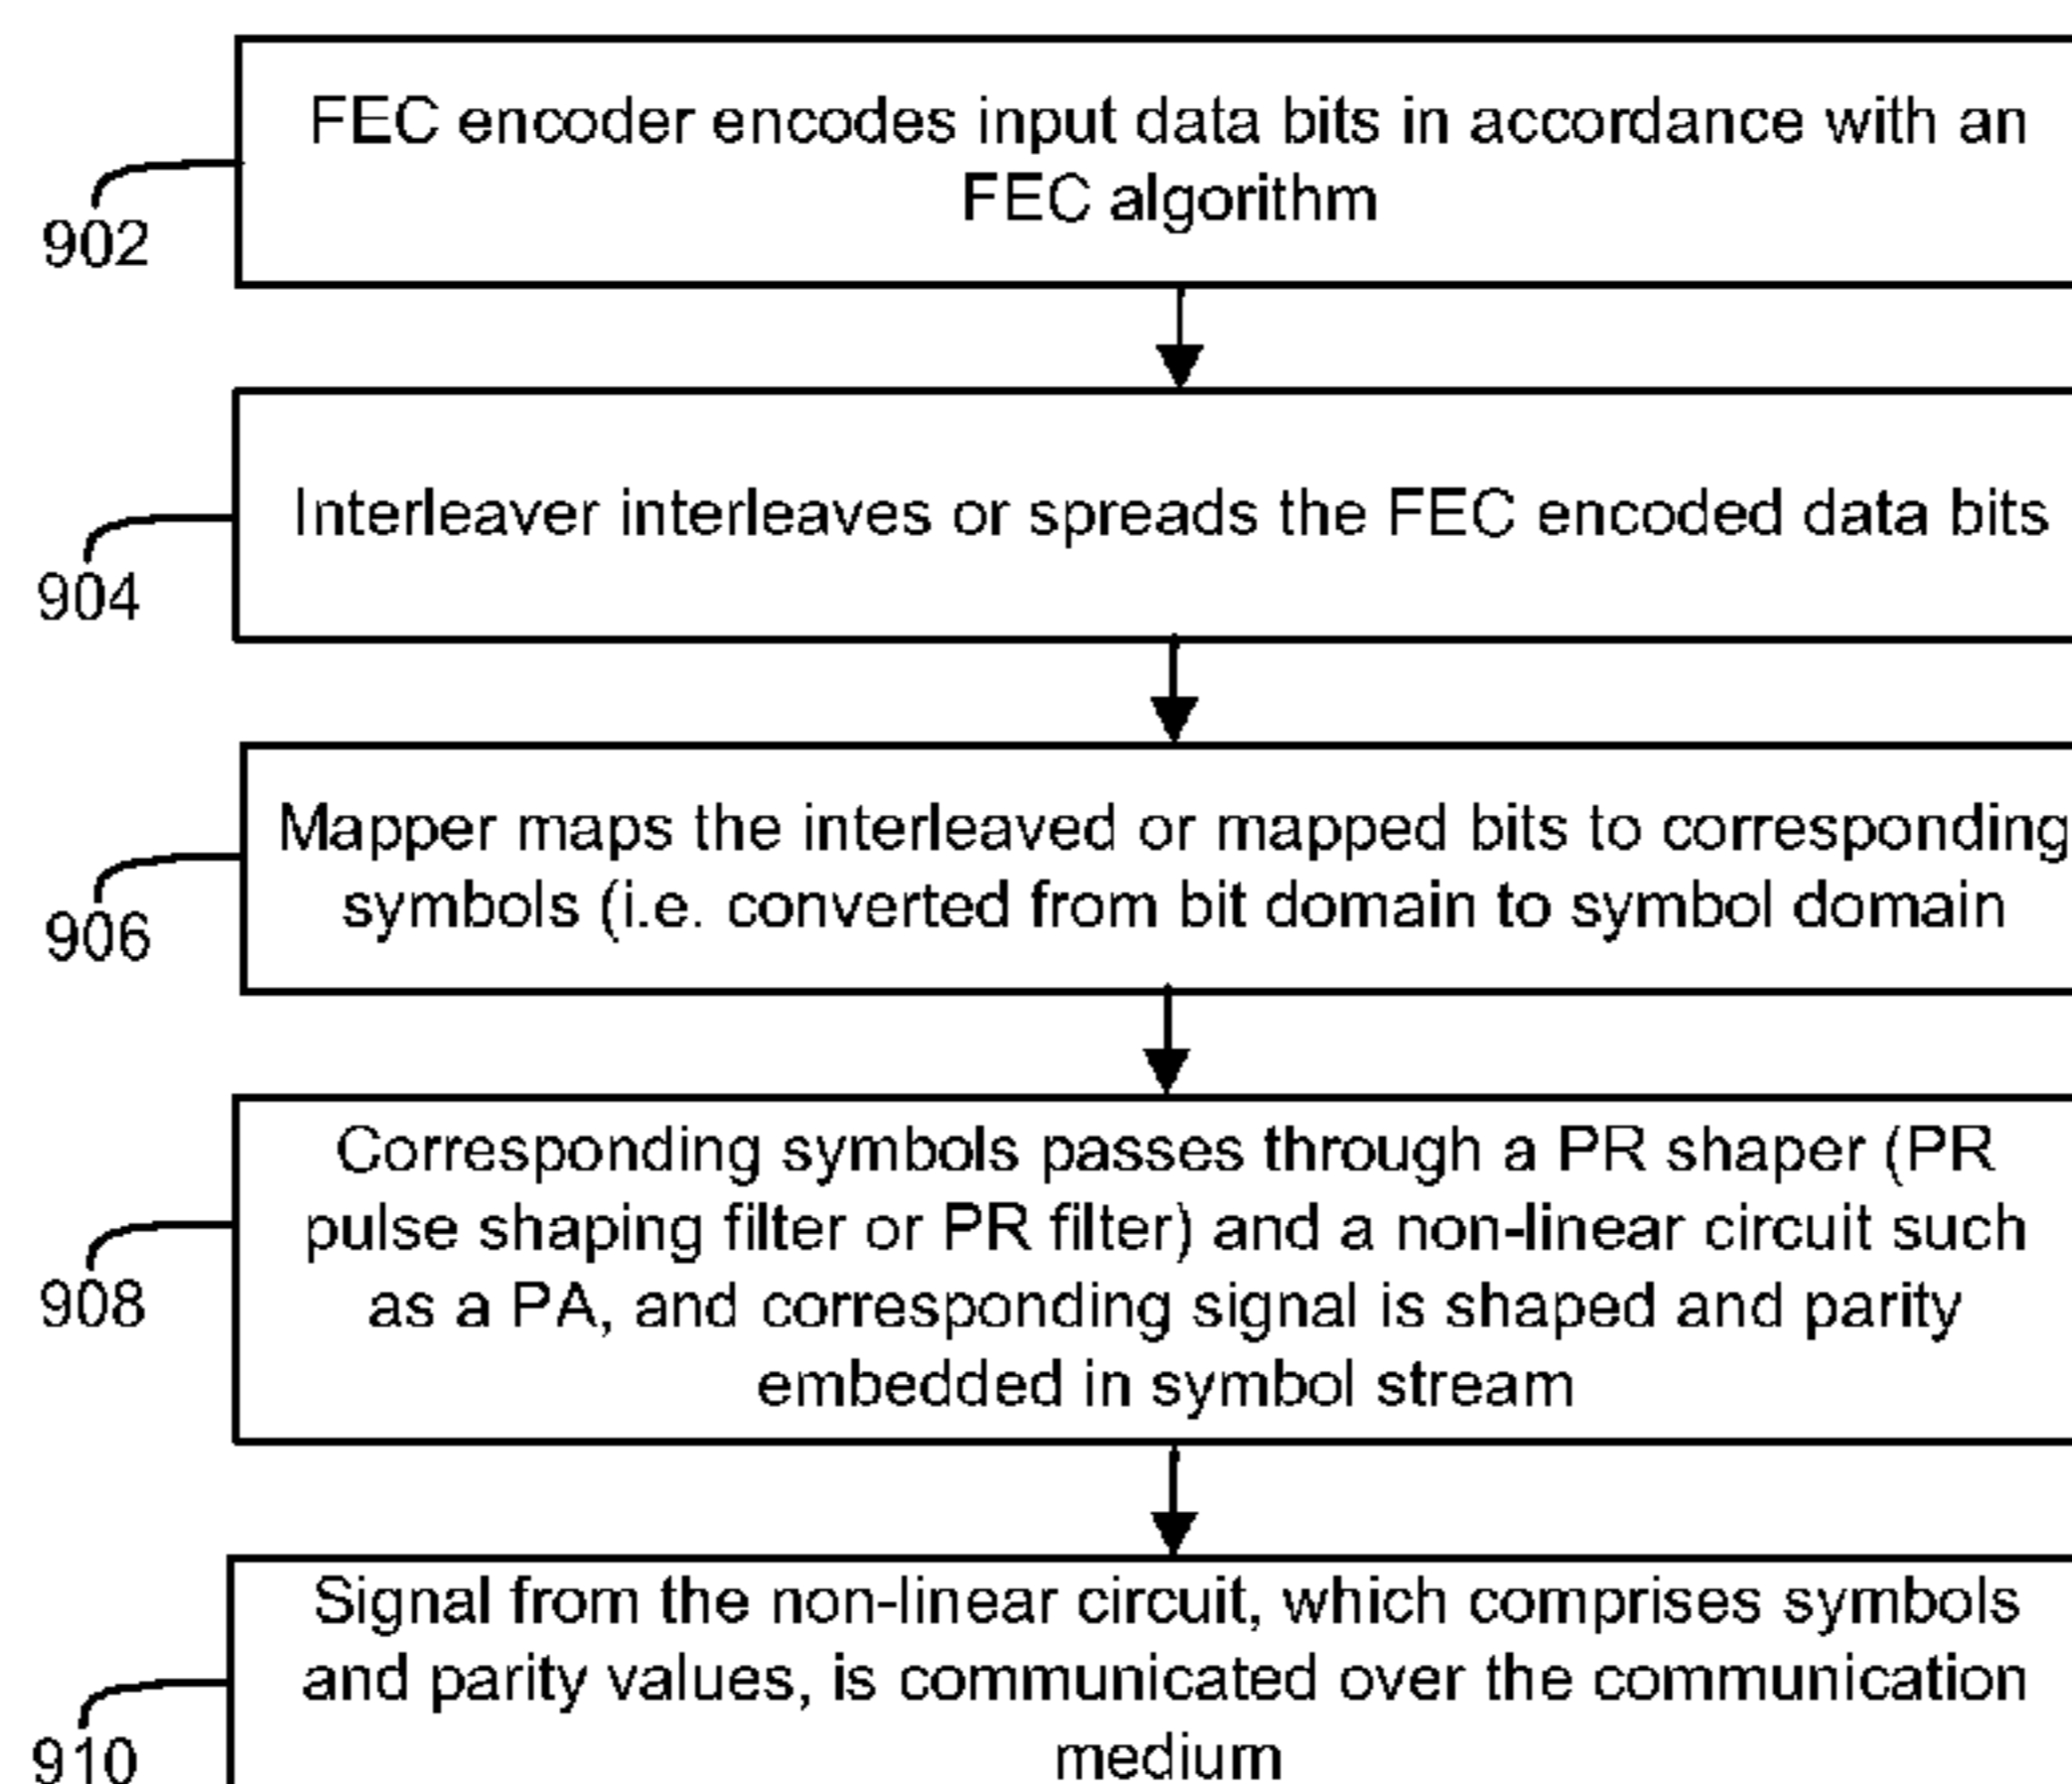 FEC encoder encodes input data bits in accordance with an
FEC algorithm
902
Interleaver interleaves or spreads the FEC encoded data bits
904
Mapper maps the interleaved or mapped bits to corresponding
symbols (i.e. converted from bit domain to symbol domain
906
Corresponding symbols passes through a PR shaper (PR
pulse shaping filter or PR filter) and a non-linear circuit such
as a PA, and corresponding signal is shaped and parity
embedded in symbol stream
908
Signal from the non-linear circuit, which comprises symbols
and parity values, is communicated over the communication
medium
910